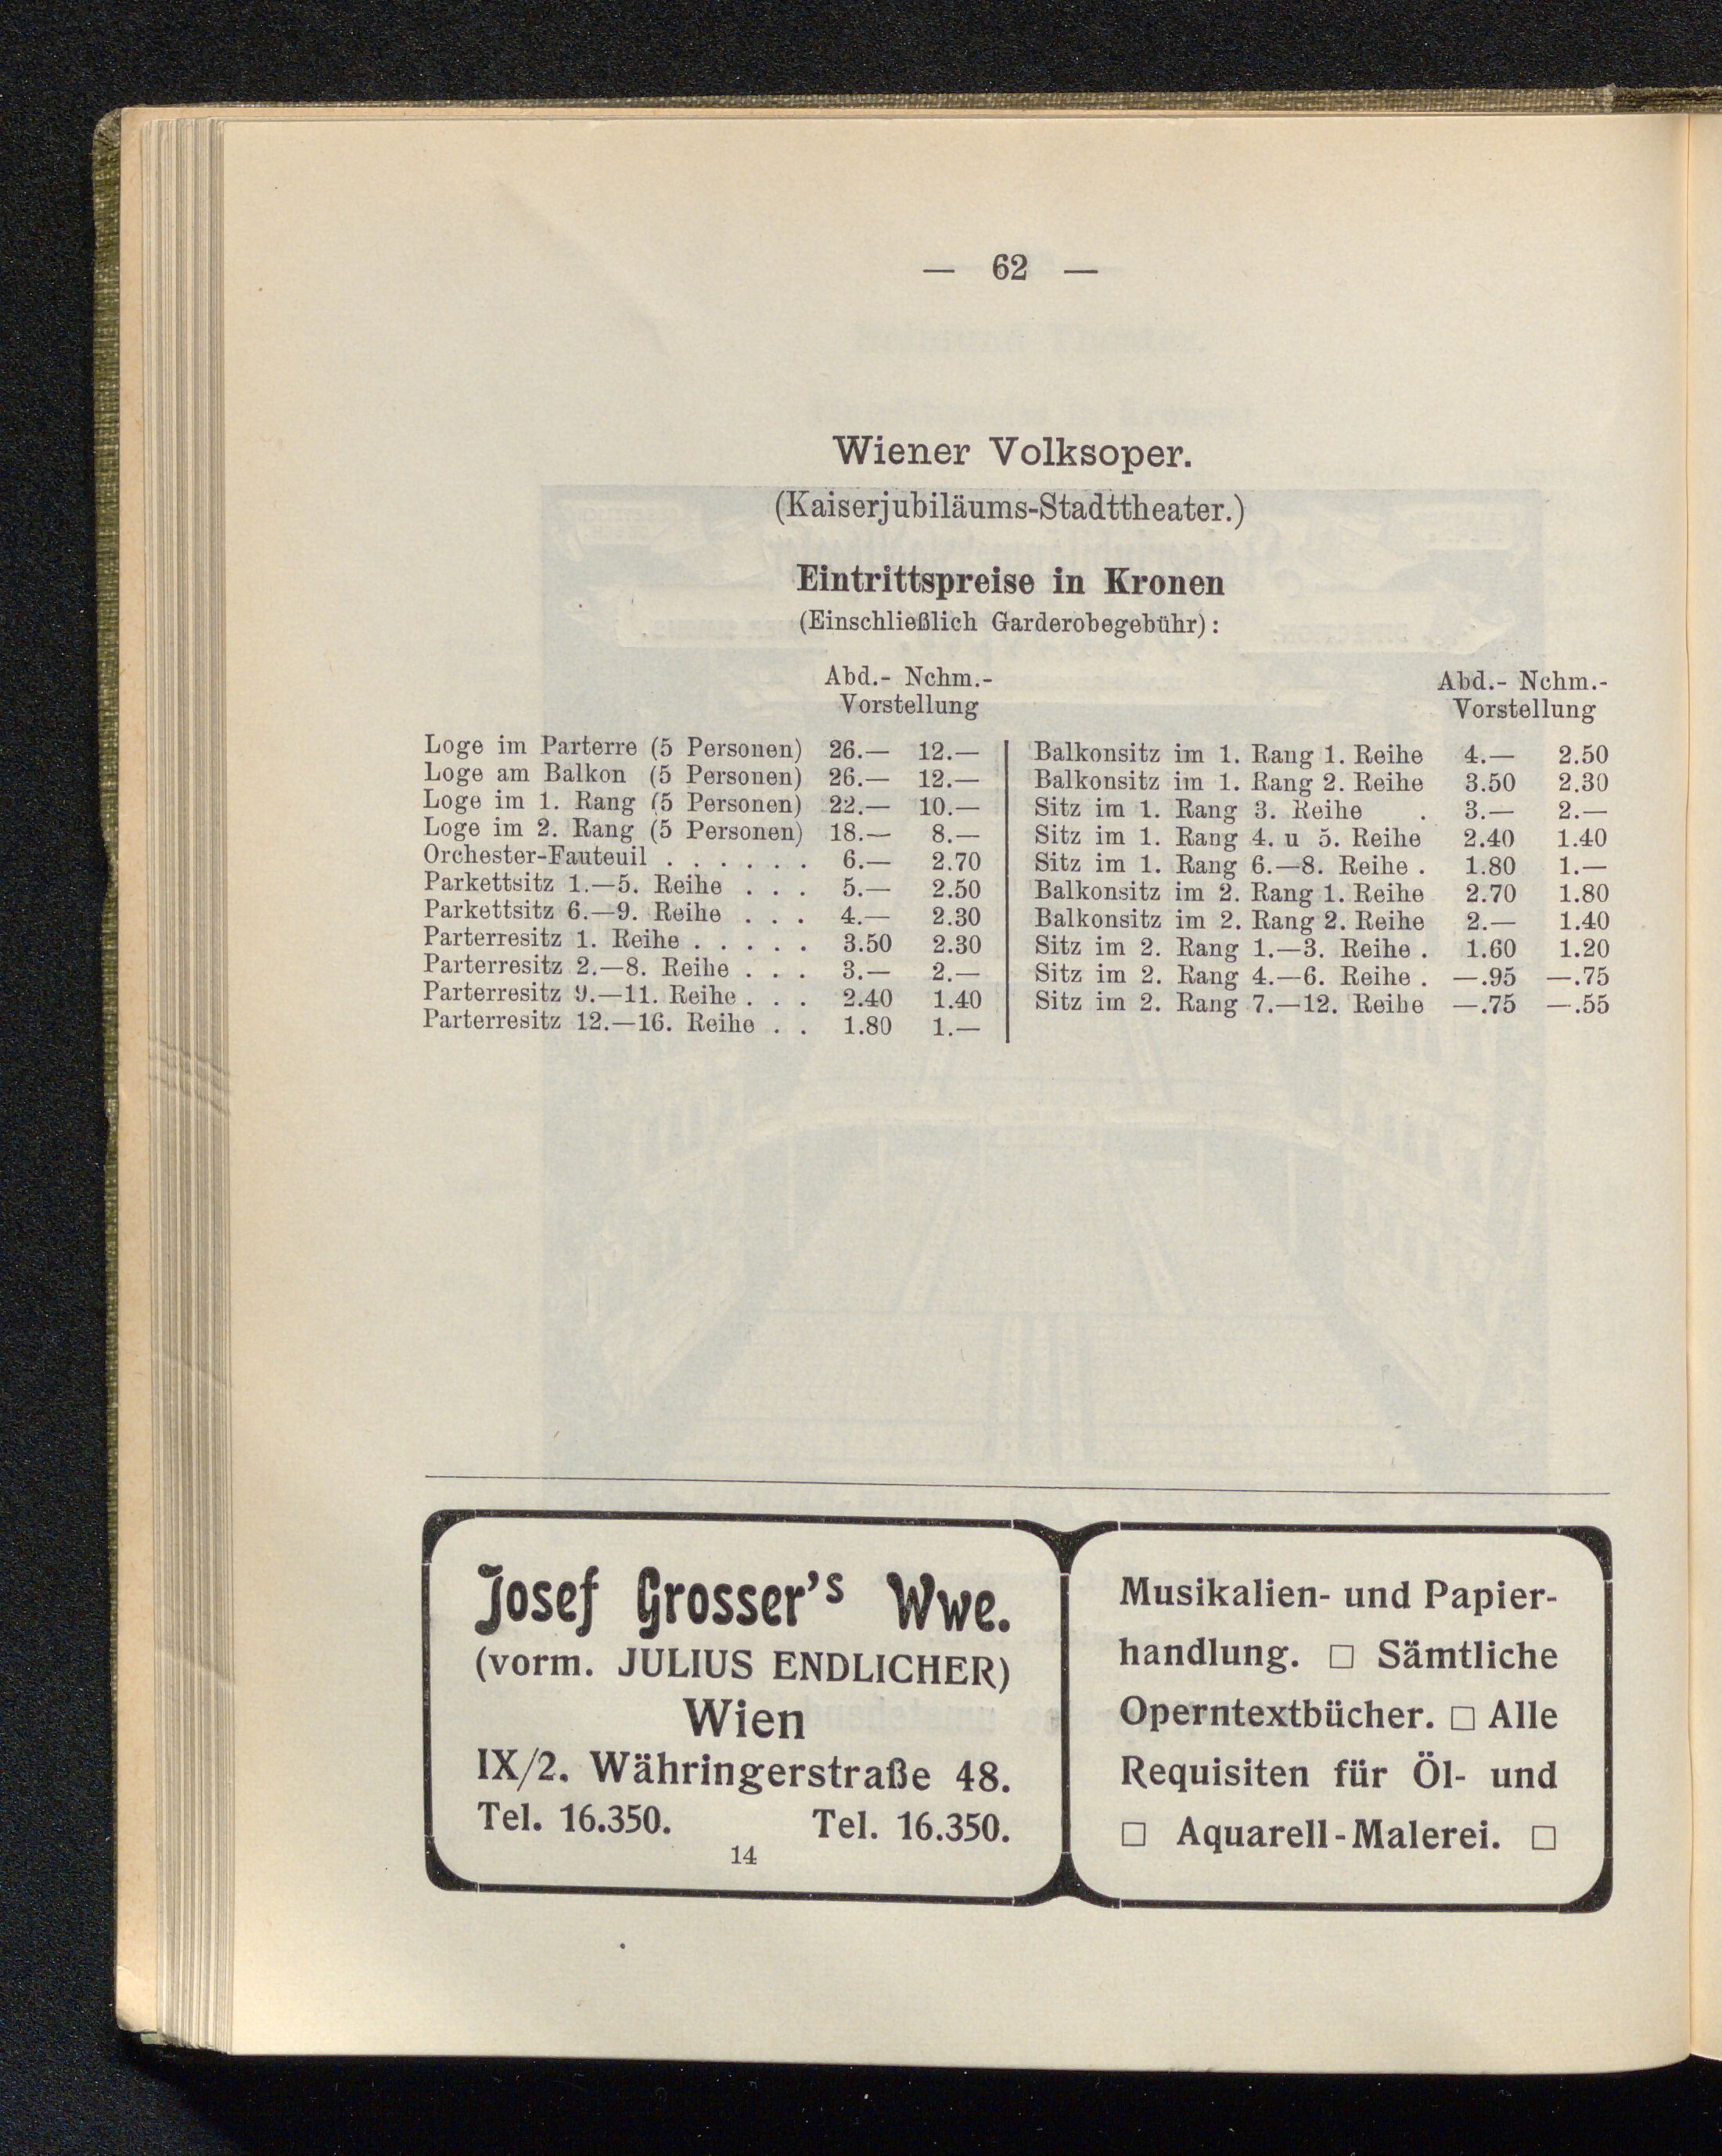 — 62 —
Wiener Volksoper.
(Kaiserjubiläums-Stadttheater.)
Eintrittspreise in Kronen
(Einschließlich Garderobegebühr):
Abd.- Nchm.-
Vorstellung
Loge im Parterre (5 Personen) 26.— 12.—
Loge am Balkon (5 Personen) 26.— 12.—
Loge im 1. Rang (5 Personen) 22.— 10.—
Loge im 2. Rang (5 Personen) 18.— 8.—
Orchester-Fauteuil . . . . . . 6.— 2.70
Parkettsitz 1.—5. Reihe . . . 5.— 2.50
Parkettsitz 6.—9. Reihe . . . 4.— 2.30
Parterresitz 1. Reihe . . . . . 3.50 2.30
Parterresitz 2.—8. Reihe . . . 3.— 2.—
Parterresitz 9.—11. Reihe . . . 2.40 1.40
Parterresitz 12.—16. Reihe . . 1.80 1.—
Abd.- Nchm.-
Vorstellung
Balkonsitz im 1. Rang 1. Reihe 4.— 2.50
Balkonsitz im 1. Rang 2. Reihe 3.50 2.30
Sitz im 1. Rang 3. Reihe . 3.— 2.—
Sitz im 1. Rang 4. u 5. Reihe 2.40 1.40
Sitz im 1. Rang 6.—8. Reihe . 1.80 1.—
Balkonsitz im 2. Rang 1. Reihe 2.70 1.80
Balkonsitz im 2. Rang 2. Reihe 2.— 1.40
Sitz im 2. Rang 1.—3. Reihe . 1.60 1.20
Sitz im 2. Rang 4.—6. Reihe . —.95 —.75
Sitz im 2. Rang 7.—12. Reihe —.75 —.55
Josef Grosser's Wwe.
(vorm. JULIUS ENDLICHER)
Wien
IX/2. Währingerstraße 48.
Tel. 16.350. Tel. 16.350.
14
Musikalien- und Papier-
handlung. □ Sämtliche
Operntextbücher. □ Alle
Requisiten für Öl- und
□ Aquarell-Malerei. □